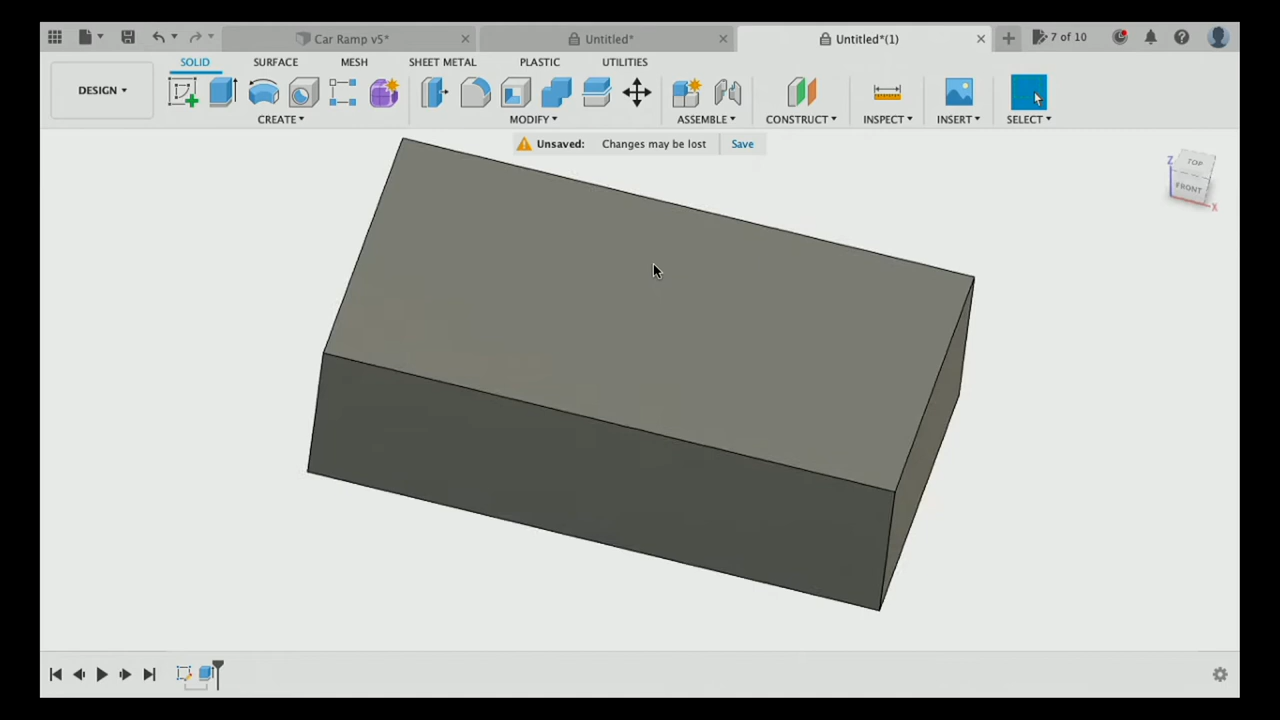 Car Ramp v5* Untitled* Untitled*(1) 7 of 10
SOLID SURFACE MESH SHEET METAL PLASTIC UTILITIES
DESIGN
CREATE MODIFY ASSEMBLE CONSTRUCT INSPECT INSERT SELECT
Unsaved: Changes may be lost Save
TOP
Z
FRONT
X